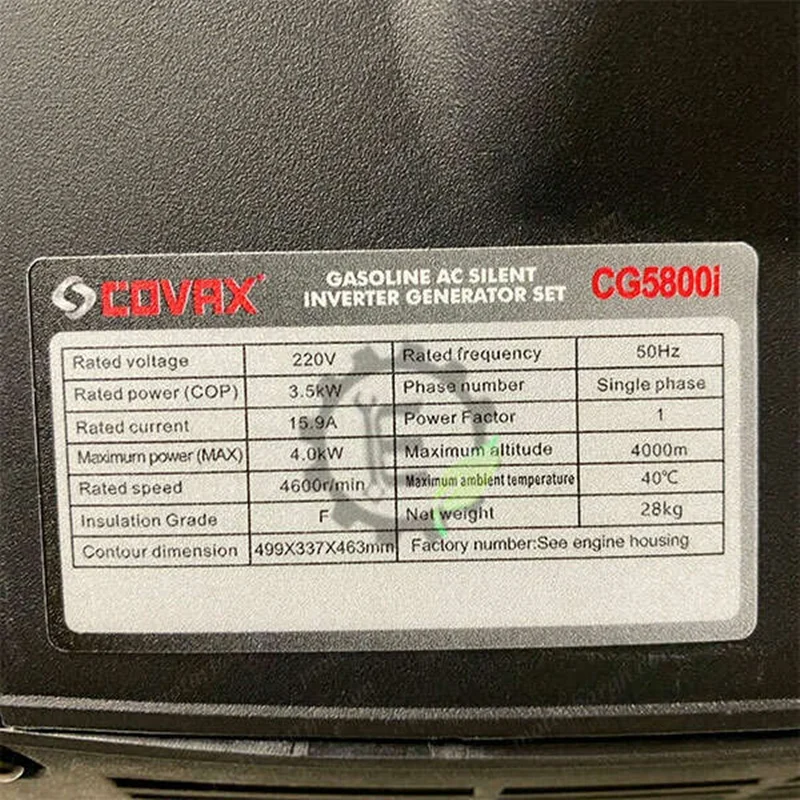 COVAX
GASOLINE AC SILENT
INVERTER GENERATOR SET
CG5800i
Rated voltage 220V Rated frequency 50Hz
Rated power (COP) 3.5kW Phase number Single phase
Rated current 15.9A Power Factor 1
Maximum power (MAX) 4.0kW Maximum altitude 4000m
Rated speed 4600r/min Maximum ambient temperature 40℃
Insulation Grade F Net weight 28kg
Contour dimension 499X337X463mm Factory number:See engine housing